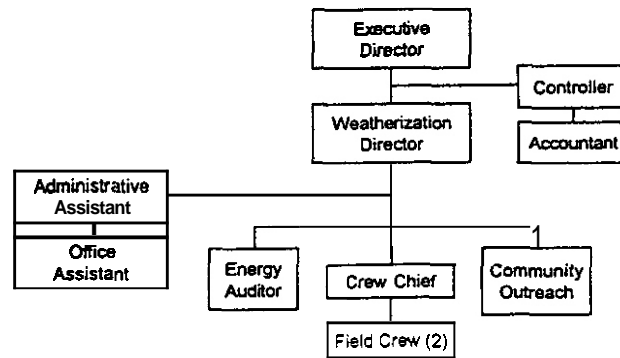 Executive
Director
Controller
Weatherization
Director
Accountant
Administrative
Assistant
Office
Assistant
Energy
Auditor
Crew Chief
Community
Outreach
Field Crew (2)